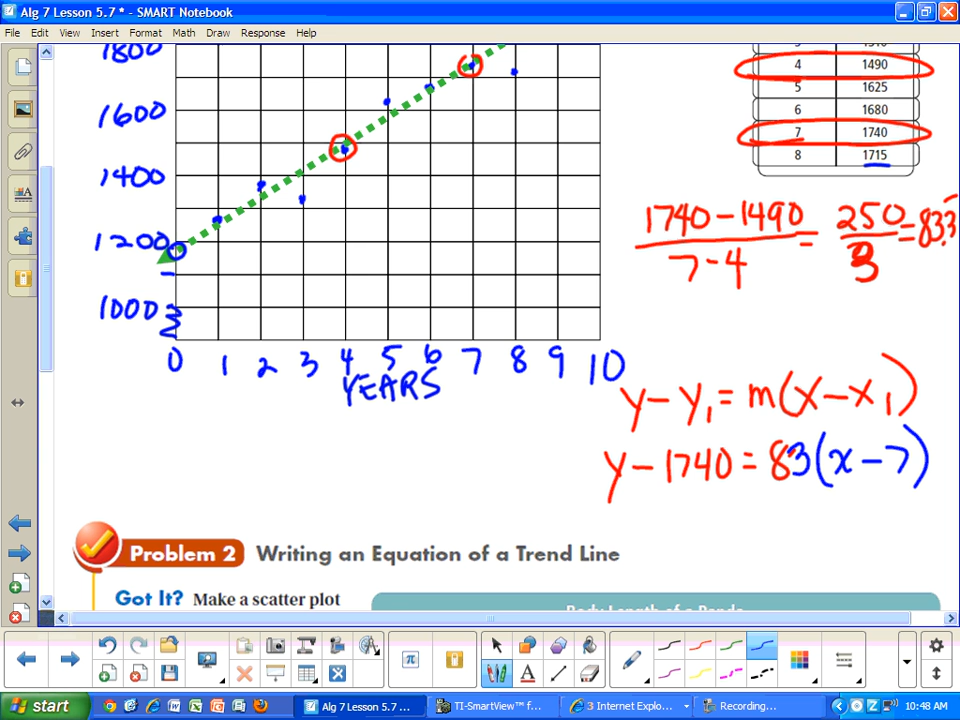 Alg 7 Lesson 5.7 * - SMART Notebook
File Edit View Insert Format Math Draw Response Help
1800
1600
1400
1200
1000
0 1 2 3 4 5 6 7 8 9 10
YEARS
4 1490
5 1625
6 1680
7 1740
8 1715
1740 - 1490 = 250 = 83.3
7 - 4 3
y - y₁ = m(x - x₁)
y - 1740 = 83(x - 7)
Problem 2 Writing an Equation of a Trend Line
Got It? Make a scatter plot
Body Length of a Panda
start Alg 7 Lesson 5.7 ... TI-SmartView™ f... 3 Internet Explo... Recording... 10:48 AM